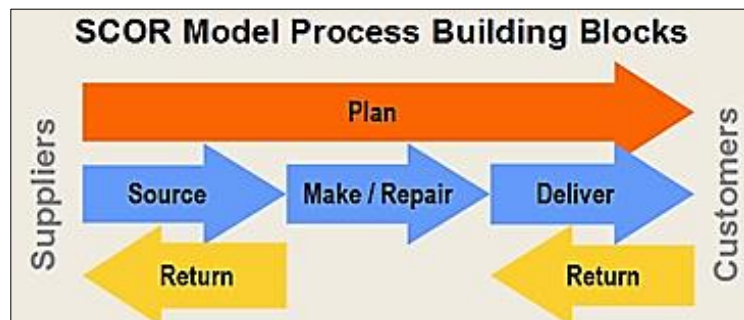 SCOR Model Process Building Blocks
Suppliers
Plan
Source
Make / Repair
Deliver
Return
Return
Customers